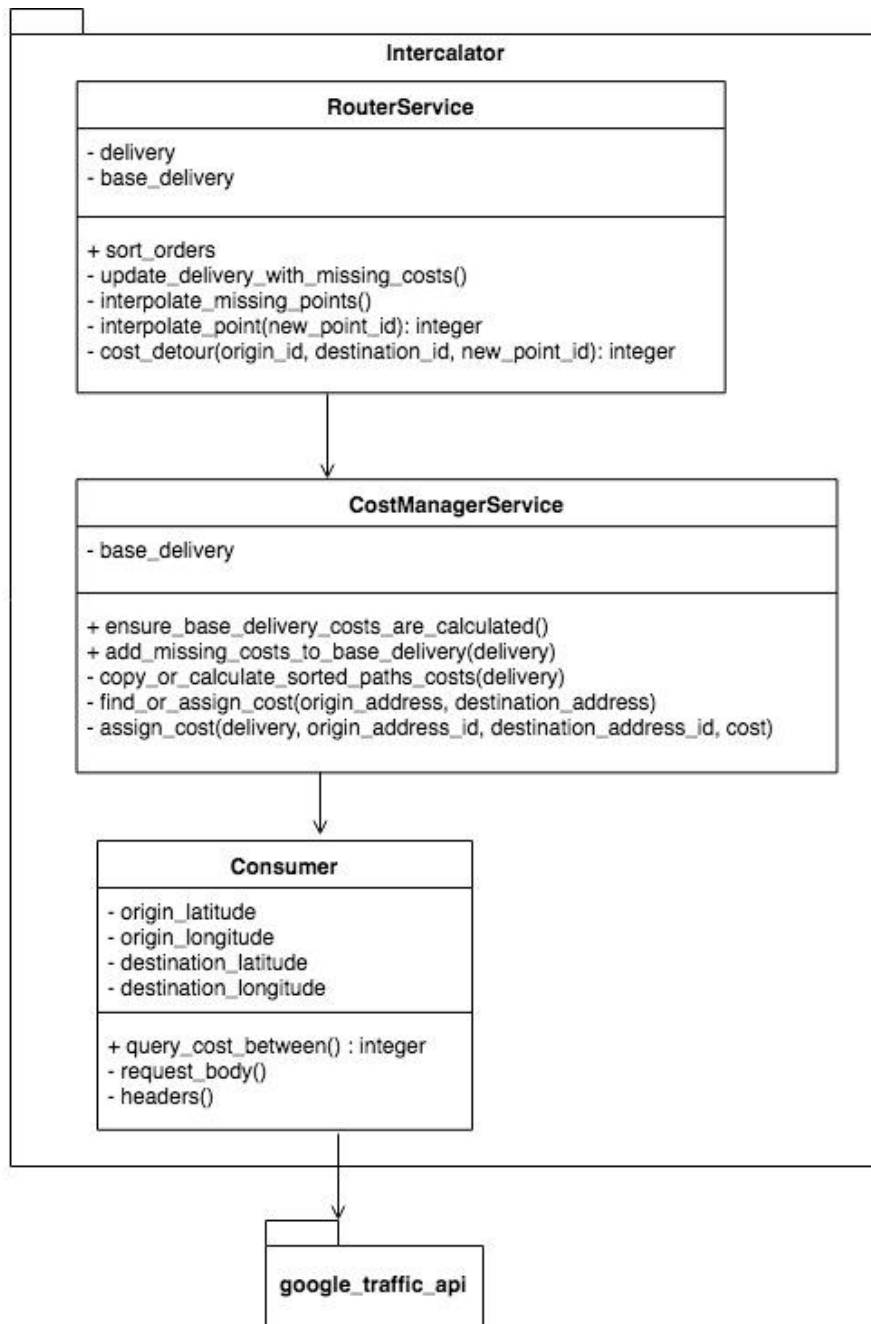 Intercalator
RouterService
- delivery
- base_delivery
+ sort_orders
- update_delivery_with_missing_costs()
- interpolate_missing_points()
- interpolate_point(new_point_id): integer
- cost_detour(origin_id, destination_id, new_point_id): integer
CostManagerService
- base_delivery
+ ensure_base_delivery_costs_are_calculated()
+ add_missing_costs_to_base_delivery(delivery)
- copy_or_calculate_sorted_paths_costs(delivery)
- find_or_assign_cost(origin_address, destination_address)
- assign_cost(delivery, origin_address_id, destination_address_id, cost)
Consumer
- origin_latitude
- origin_longitude
- destination_latitude
- destination_longitude
+ query_cost_between() : integer
- request_body()
- headers()
google_traffic_api